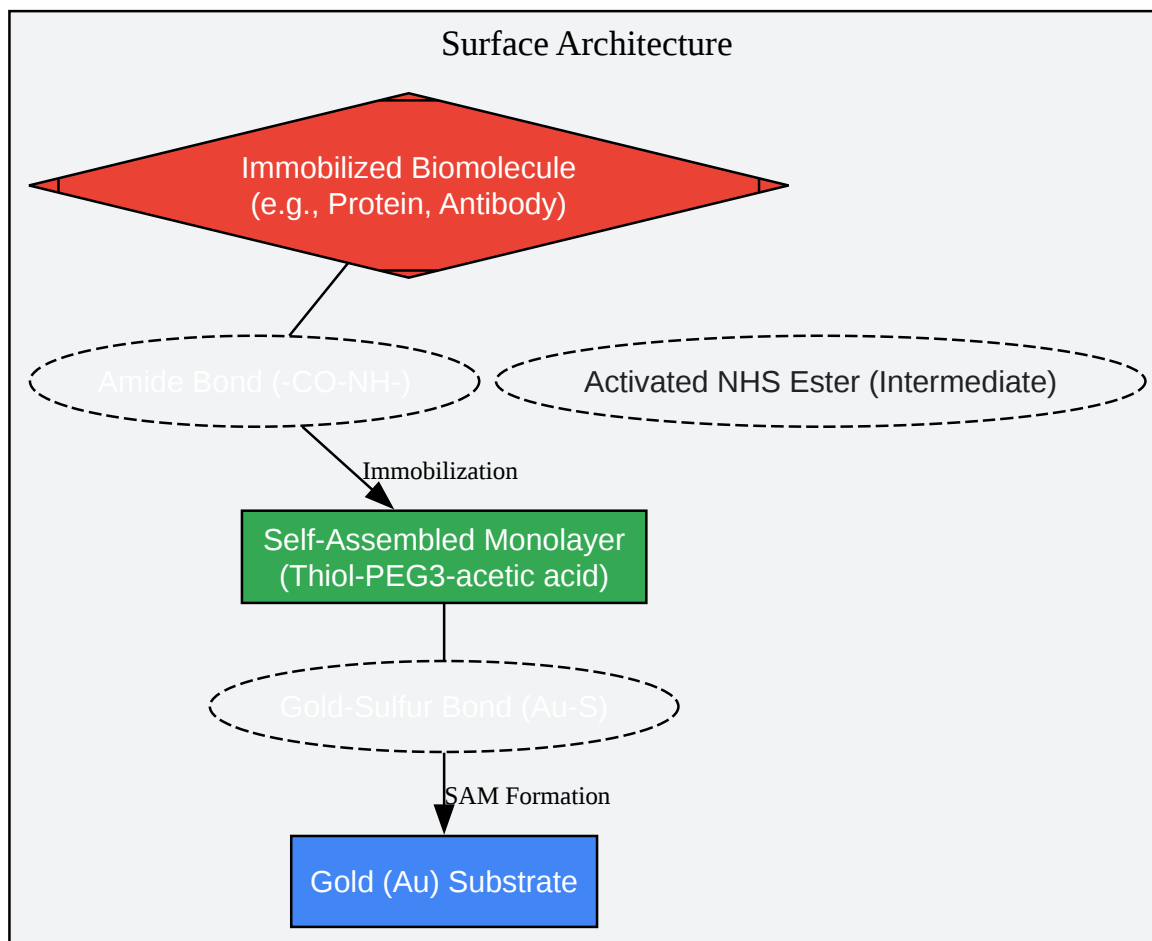 Surface Architecture
Immobilized Biomolecule
(e.g., Protein, Antibody)
Amide Bond (-CO-NH-)
Activated NHS Ester (Intermediate)
Immobilization
Self-Assembled Monolayer
(Thiol-PEG3-acetic acid)
Gold-Sulfur Bond (Au-S)
SAM Formation
Gold (Au) Substrate